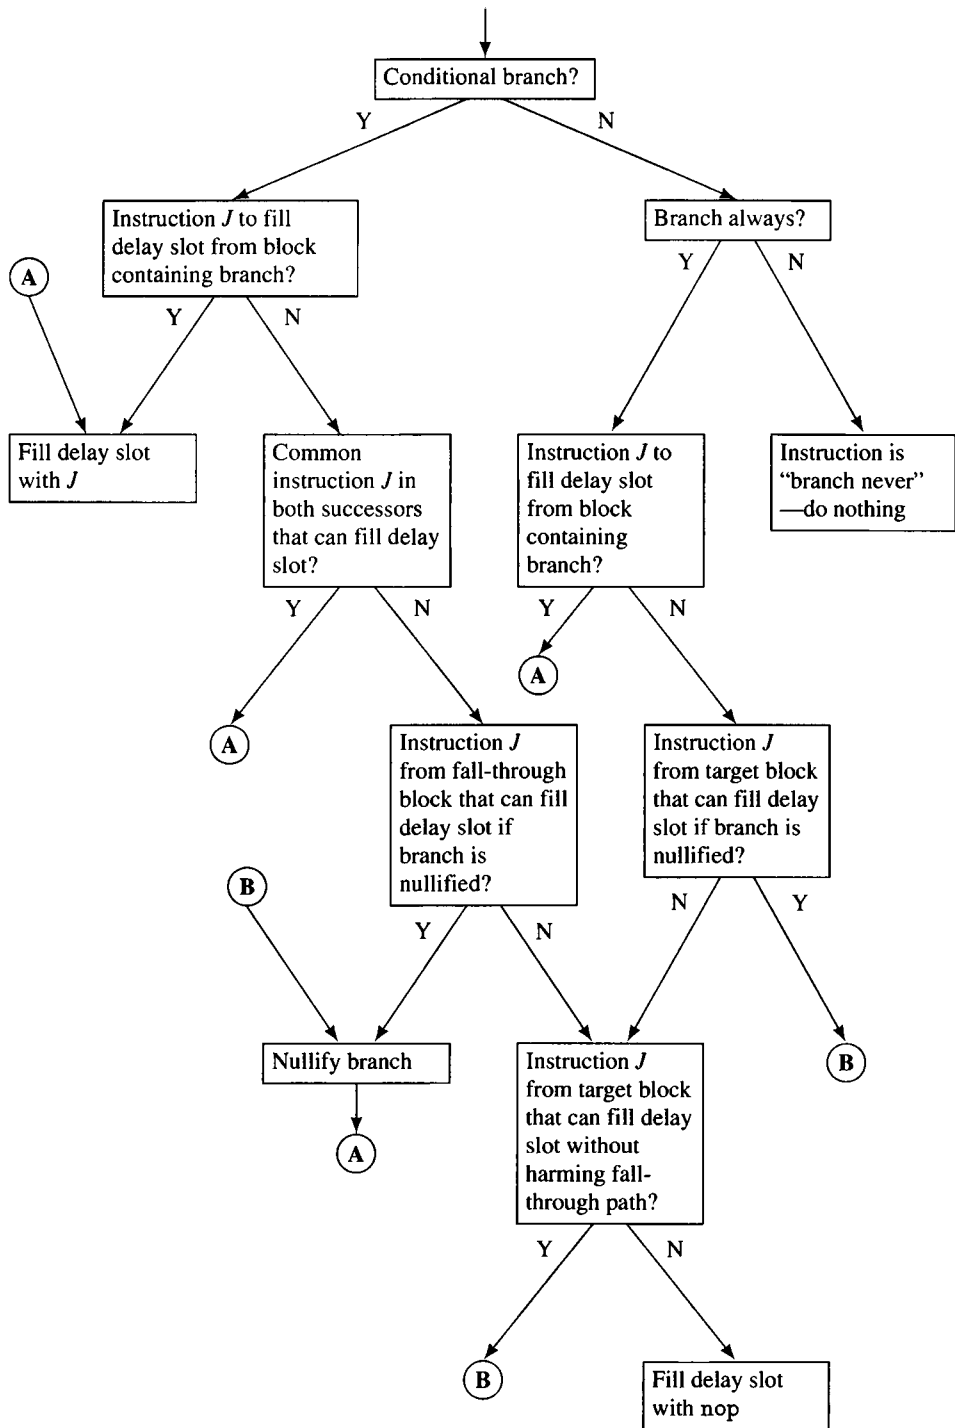 Conditional branch?
Y
N
Instruction J to fill
delay slot from block
containing branch?
Branch always?
A
Y
N
Y
N
Fill delay slot
with J
Common
instruction J in
both successors
that can fill delay
slot?
Instruction J to
fill delay slot
from block
containing
branch?
Instruction is
“branch never”
—do nothing
Y
N
Y
N
A
A
Instruction J
from fall-through
block that can fill
delay slot if
branch is
nullified?
Instruction J
from target block
that can fill delay
slot if branch is
nullified?
B
Y
N
N
Y
Nullify branch
A
Instruction J
from target block
that can fill delay
slot without
harming fall-
through path?
B
Y
N
B
Fill delay slot
with nop